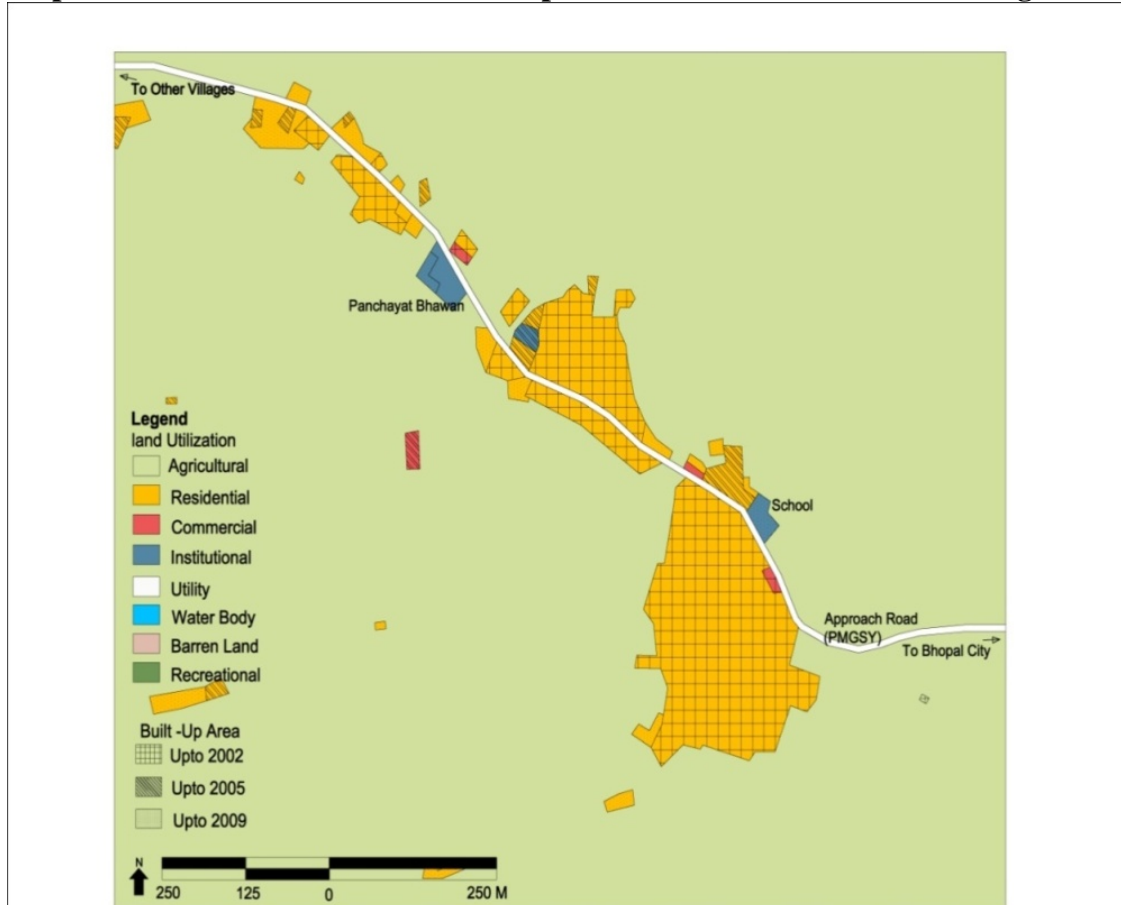 To Other Villages
Panchayat Bhawan
School
Approach Road
(PMGSY)
To Bhopal City
Legend
land Utilization
Agricultural
Residential
Commercial
Institutional
Utility
Water Body
Barren Land
Recreational
Built -Up Area
Upto 2002
Upto 2005
Upto 2009
N
250 125 0 250 M